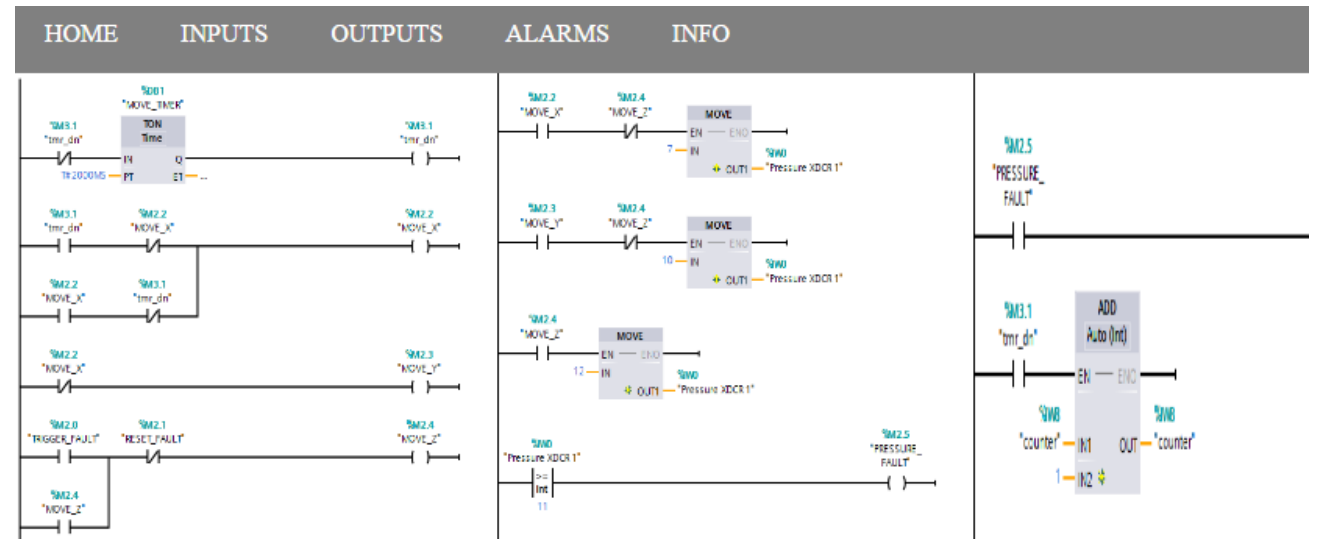 HOME INPUTS OUTPUTS ALARMS INFO
%DB1
"MOVE_TIMER"
%M3.1 TON %M3.1
"tmr_dn" Time "tmr_dn"
IN Q
T#2000MS PT ET ...
%M3.1 %M2.2 %M2.2
"tmr_dn" "MOVE_X" "MOVE_X"
%M2.2 %M3.1
"MOVE_X" "tmr_dn"
%M2.2 %M2.3
"MOVE_X" "MOVE_Y"
%M2.0 %M2.1 %M2.4
"TRIGGER_FAULT" "RESET_FAULT" "MOVE_Z"
%M2.4
"MOVE_Z"
%M2.2 %M2.4
"MOVE_X" "MOVE_Z" MOVE
EN ENO
7 IN %IW0
OUT1 "Pressure XDCR 1"
%M2.3 %M2.4
"MOVE_Y" "MOVE_Z" MOVE
EN ENO
10 IN %IW0
OUT1 "Pressure XDCR 1"
%M2.4
"MOVE_Z" MOVE
EN ENO
12 IN %IW0
OUT1 "Pressure XDCR 1"
%IW0 %M2.5
"Pressure XDCR 1" "PRESSURE_
FAULT"
>=
Int
11
%M2.5
"PRESSURE_
FAULT"
%M3.1 ADD
"tmr_dn" Auto (Int)
EN ENO
"counter" IN1 OUT "counter"
1 IN2